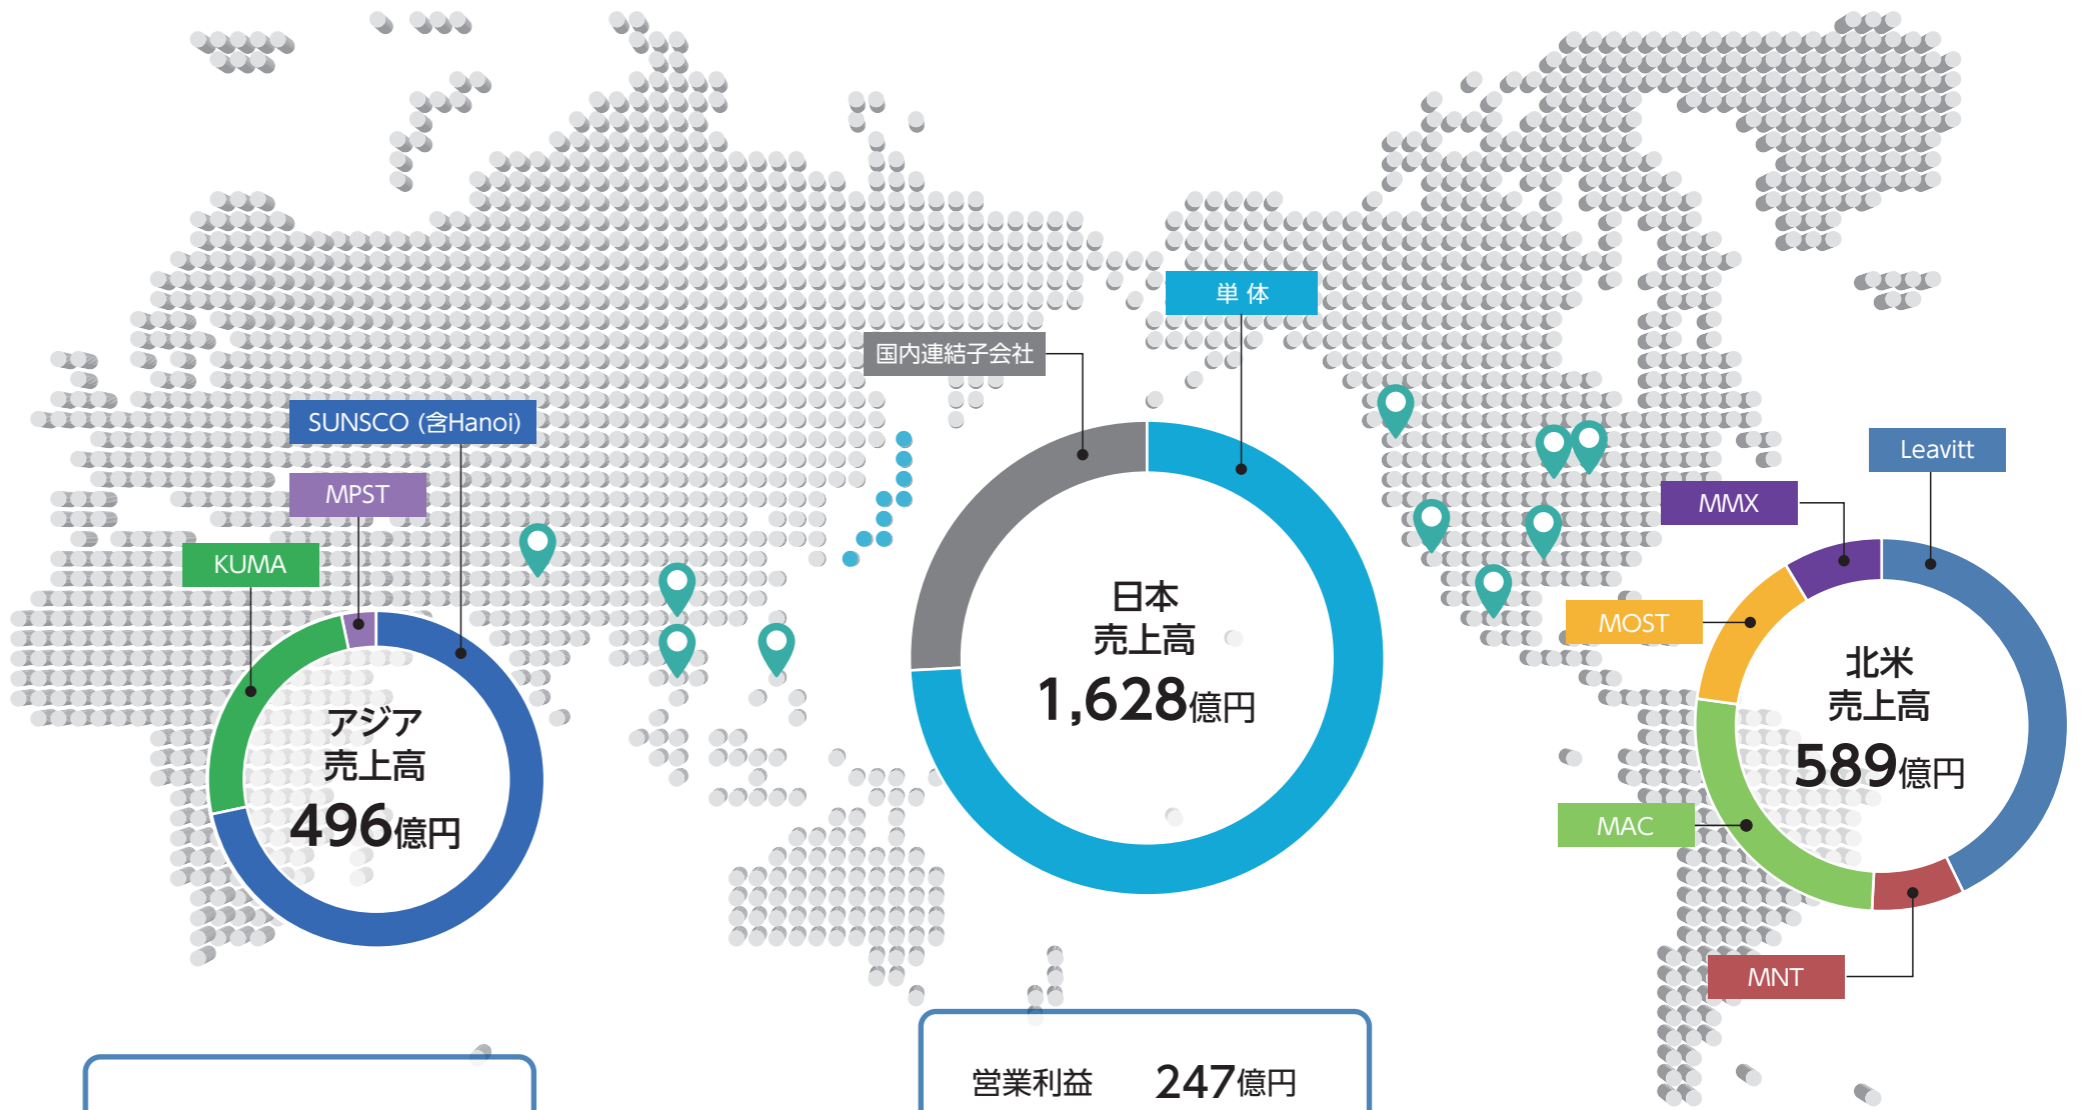 単体
国内連結子会社
SUNSCO (含Hanoi)
MPST
KUMA
アジア
売上高
496億円
日本
売上高
1,628億円
Leavitt
MMX
MOST
北米
売上高
589億円
MAC
MNT
営業利益 247億円